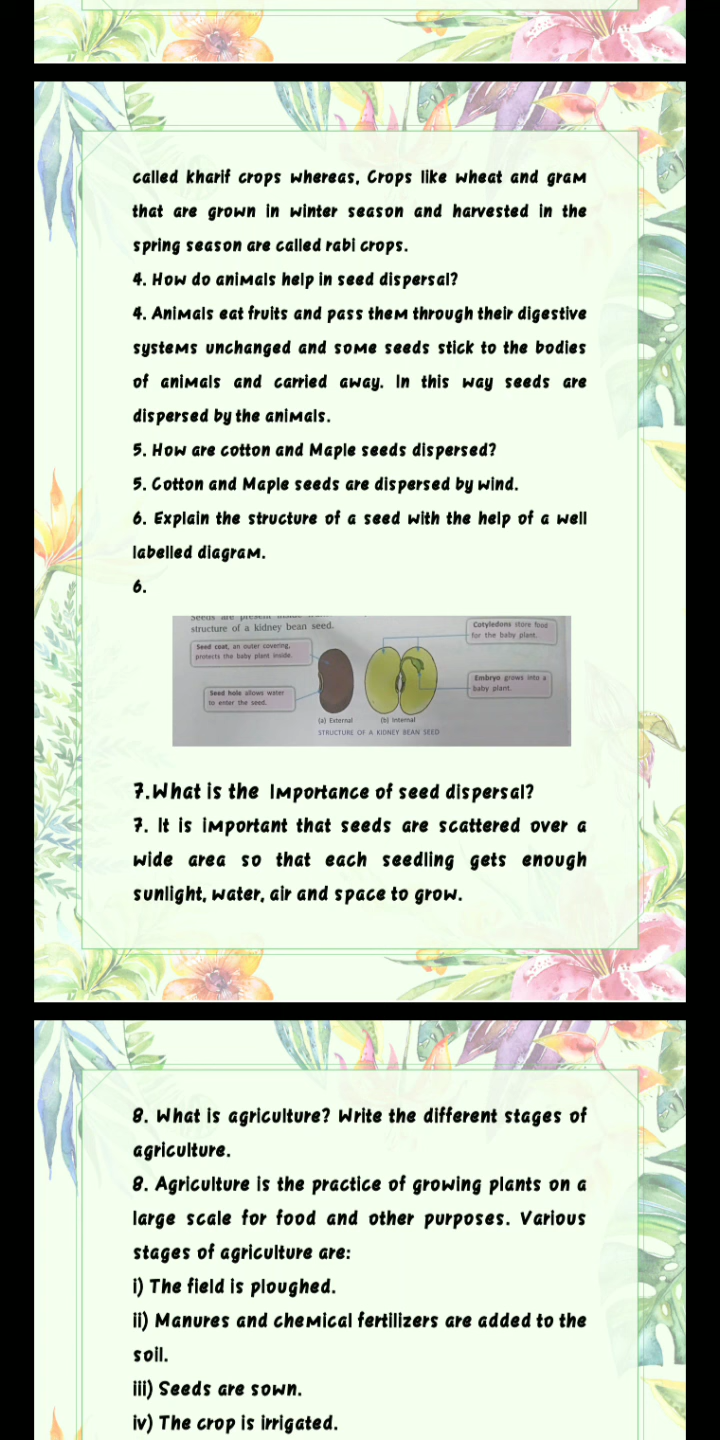 called kharif crops whereas, Crops like wheat and gram
that are grown in winter season and harvested in the
spring season are called rabi crops.
4. How do animals help in seed dispersal?
4. Animals eat fruits and pass them through their digestive
systems unchanged and some seeds stick to the bodies
of animals and carried away. In this way seeds are
dispersed by the animals.
5. How are cotton and Maple seeds dispersed?
5. Cotton and Maple seeds are dispersed by wind.
6. Explain the structure of a seed with the help of a well
labelled diagram.
6.
Seeds are present inside
structure of a kidney bean seed.
Seed coat, an outer covering,
protects the baby plant inside.
Seed hole allows water
to enter the seed.
Cotyledons store food
for the baby plant.
Embryo grows into a
baby plant.
(a) External (b) Internal
STRUCTURE OF A KIDNEY BEAN SEED
7.What is the Importance of seed dispersal?
7. It is important that seeds are scattered over a
wide area so that each seedling gets enough
sunlight, water, air and space to grow.
8. What is agriculture? Write the different stages of
agriculture.
8. Agriculture is the practice of growing plants on a
large scale for food and other purposes. Various
stages of agriculture are:
i) The field is ploughed.
ii) Manures and chemical fertilizers are added to the
soil.
iii) Seeds are sown.
iv) The crop is irrigated.